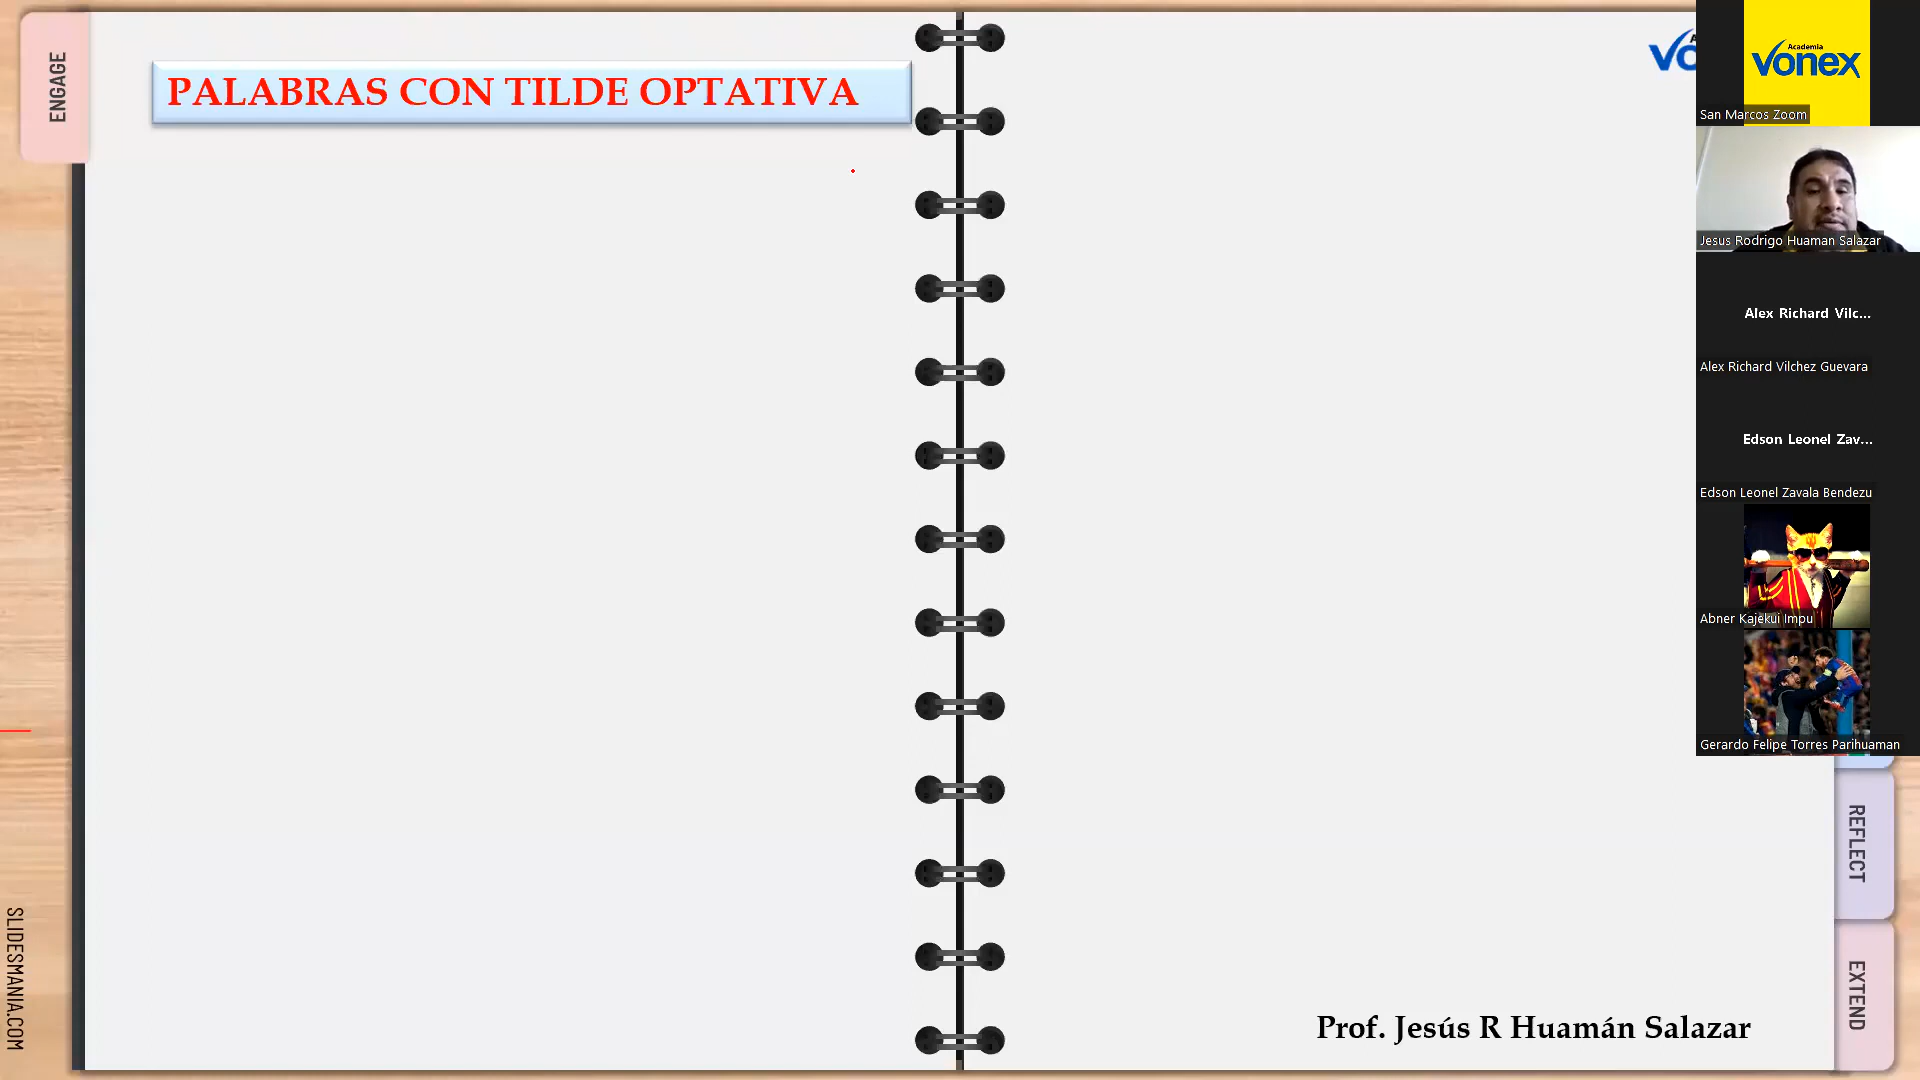 ENGAGE
PALABRAS CON TILDE OPTATIVA
Academia
vonex
San Marcos Zoom
Jesus Rodrigo Huaman Salazar
Alex Richard Vilc...
Alex Richard Vilchez Guevara
Edson Leonel Zav...
Edson Leonel Zavala Bendezu
Abner Kajekui Impu
Gerardo Felipe Torres Parihuaman
REFLECT
EXTEND
SLIDESMANIA.COM
Prof. Jesús R Huamán Salazar